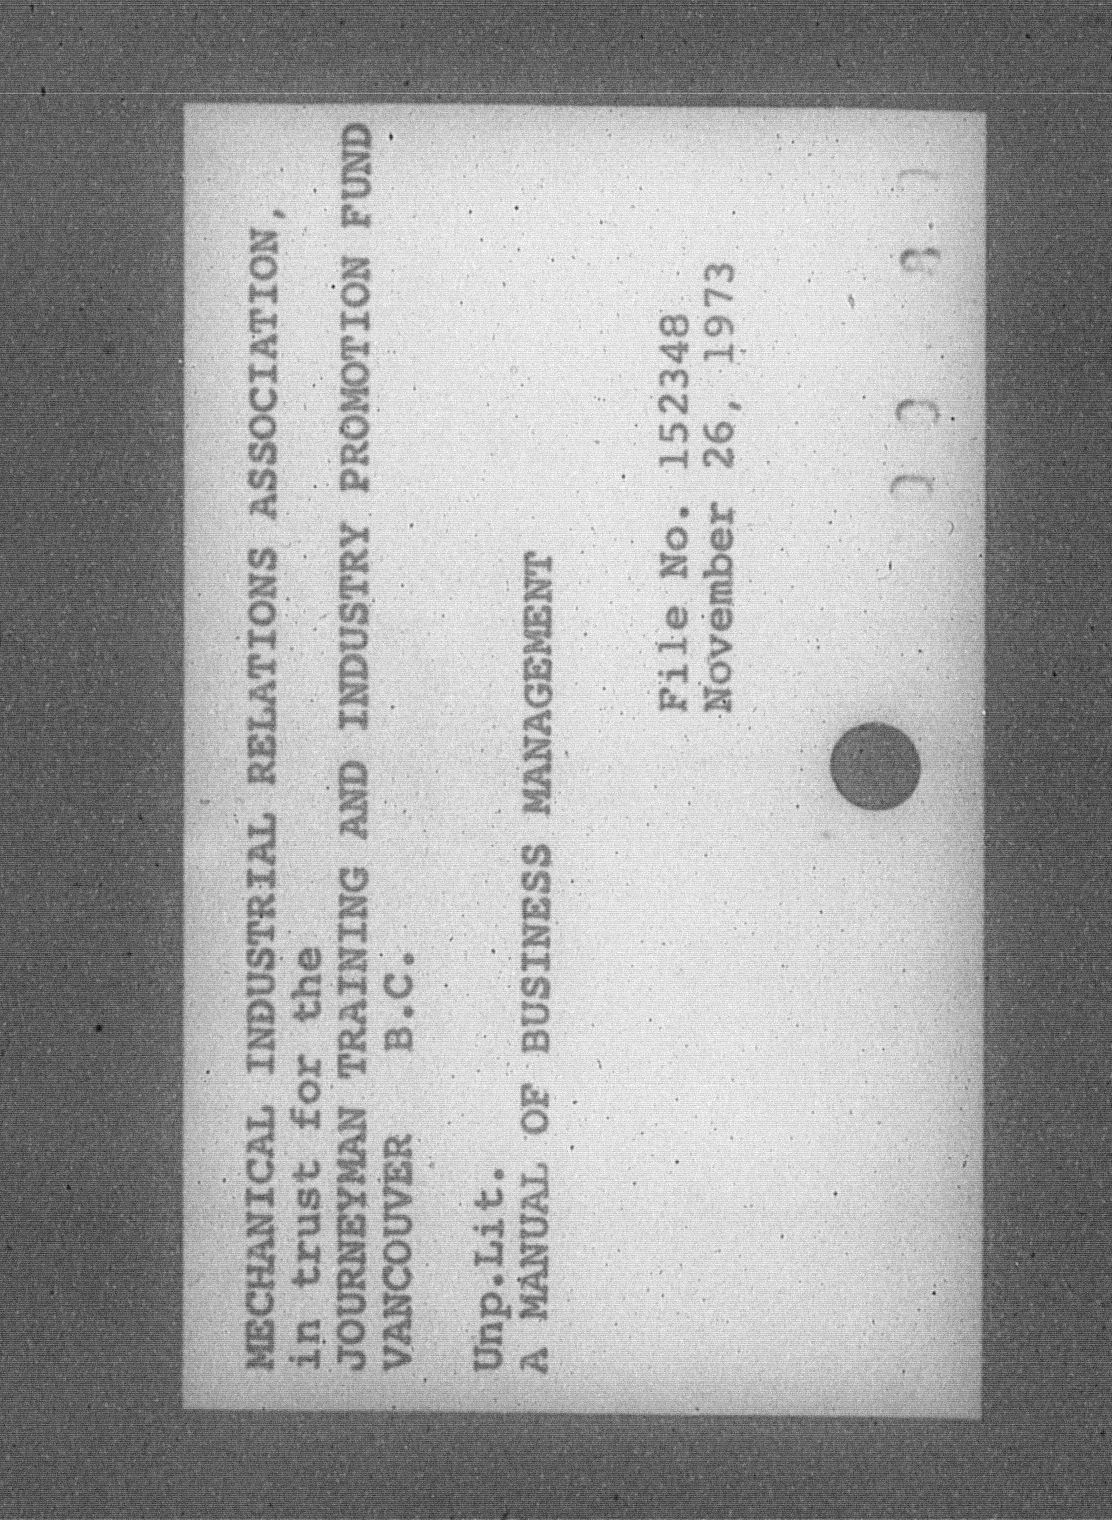 MECHANICAL INDUSTRIAL RELATIONS ASSOCIATION,
in trust for the
JOURNEYMAN TRAINING AND INDUSTRY PROMOTION FUND
VANCOUVER B.C.
Unp.Lit.
A MANUAL OF BUSINESS MANAGEMENT
File No. 152348
November 26, 1973